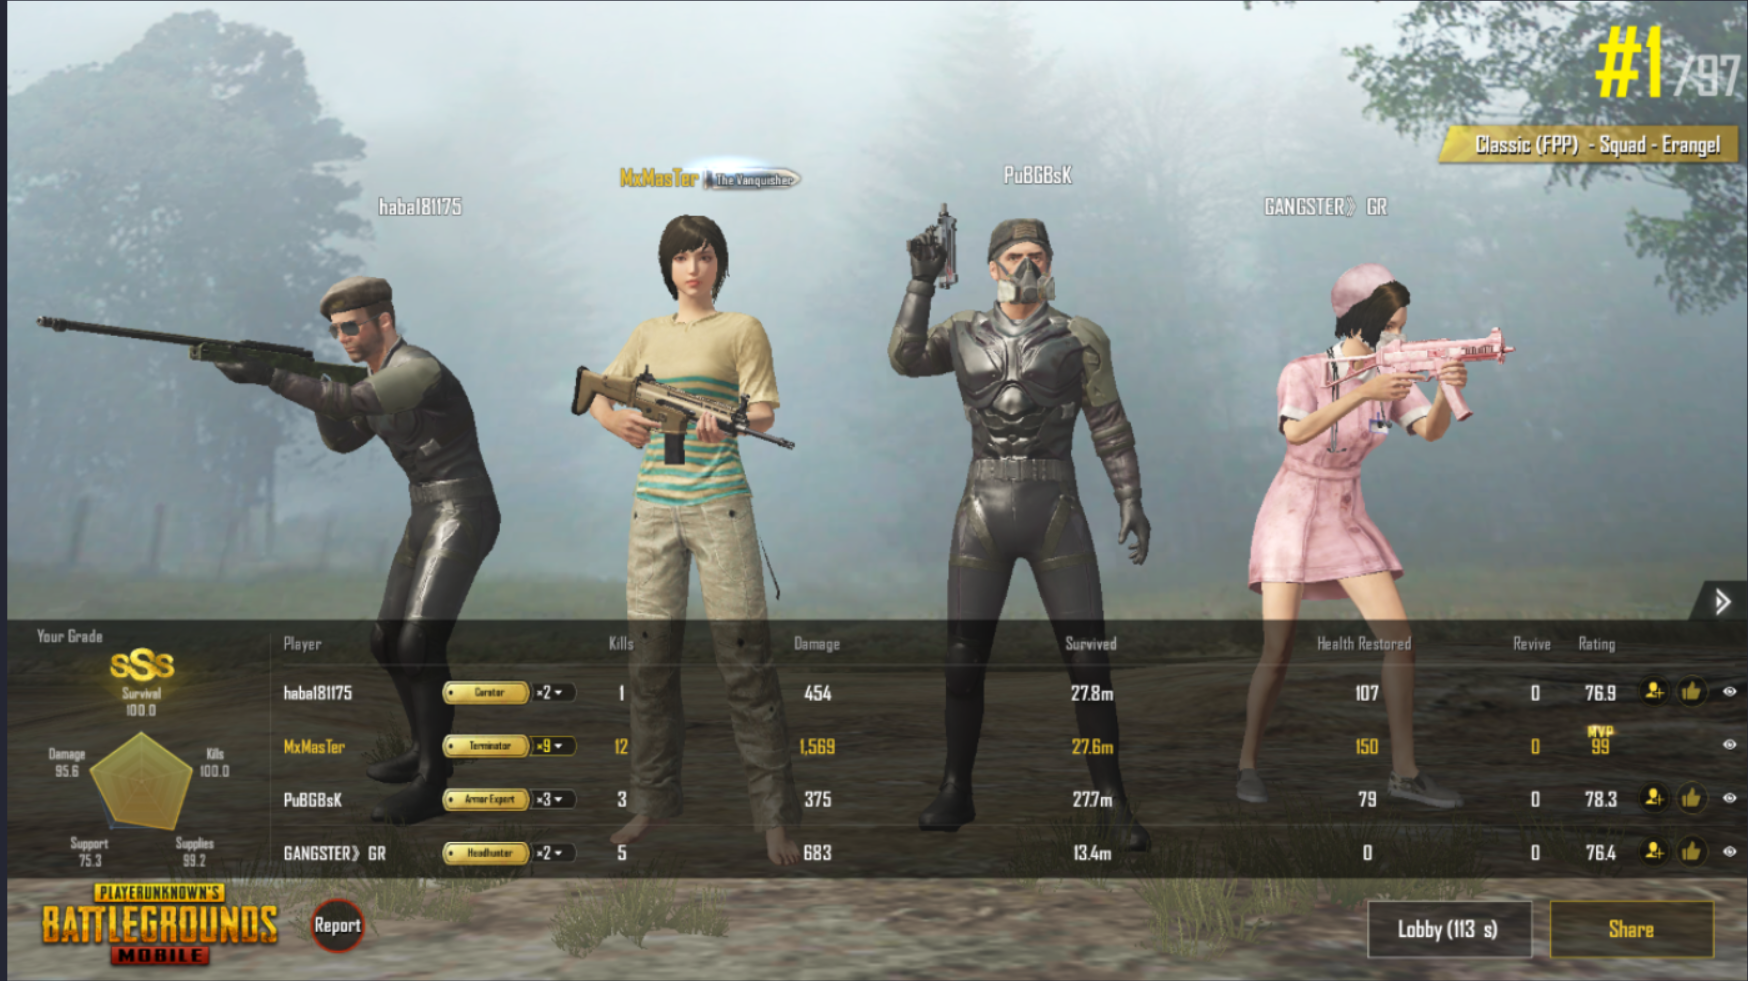 #1/97
Classic (FPP) - Squad - Erangel
MxMasTer The Vanquisher
PuBGBsK
haba181175
GANGSTER》 GR
Your Grade
SSS
Survival
100.0
Damage
95.6
Kills
100.0
Support
75.3
Supplies
99.2
Player Kills Damage Survived Health Restored Revive Rating
haba181175 Curator ×2 1 454 27.8m 107 0 76.9
MVP
MxMasTer Terminator ×9 12 1,569 27.6m 150 0 99
PuBGBsK Armor Expert ×3 3 375 27.7m 79 0 78.3
GANGSTER》 GR Headhunter ×2 5 683 13.4m 0 0 76.4
PLAYERUNKNOWN'S
BATTLEGROUNDS
MOBILE
Report
Lobby (113 s)
Share